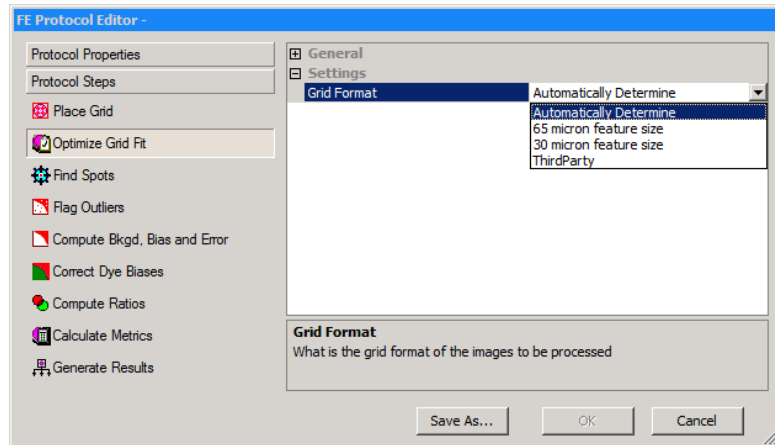 FE Protocol Editor -
Protocol Properties
Protocol Steps
Place Grid
Optimize Grid Fit
Find Spots
Flag Outliers
Compute Bkgd, Bias and Error
Correct Dye Biases
Compute Ratios
Calculate Metrics
Generate Results
General
Settings
Grid Format Automatically Determine
Automatically Determine
65 micron feature size
30 micron feature size
ThirdParty
Grid Format
What is the grid format of the images to be processed
Save As... OK Cancel